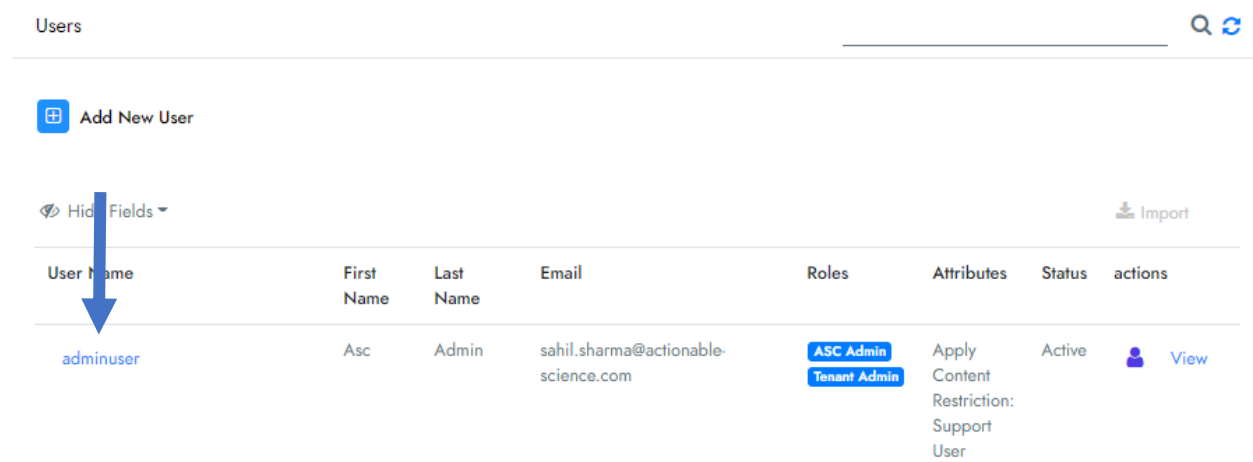 Users
Add New User
Hide Fields
Import
User Name First Name Last Name Email Roles Attributes Status actions
adminuser Asc Admin sahil.sharma@actionable-science.com ASC Admin Tenant Admin Apply Content Restriction: Support User Active View